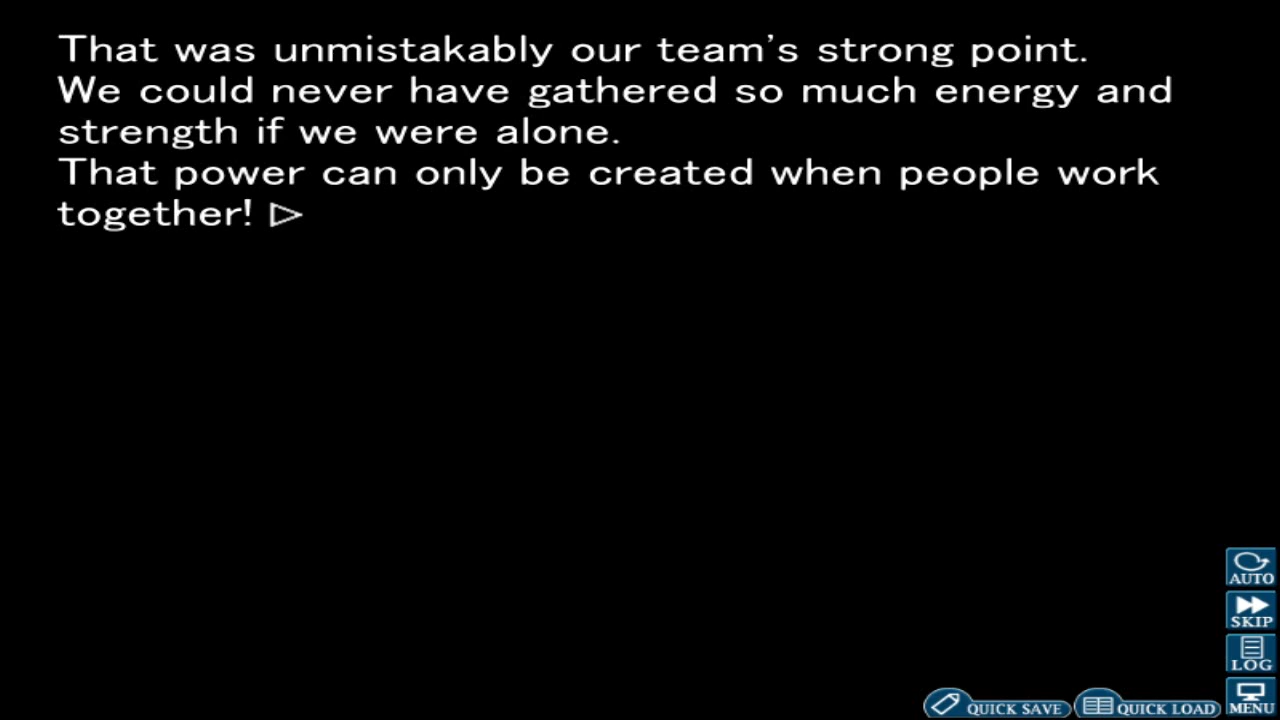 That was unmistakably our team's strong point.
We could never have gathered so much energy and
strength if we were alone.
That power can only be created when people work
together! ▷
AUTO
SKIP
LOG
QUICK SAVE
QUICK LOAD
MENU